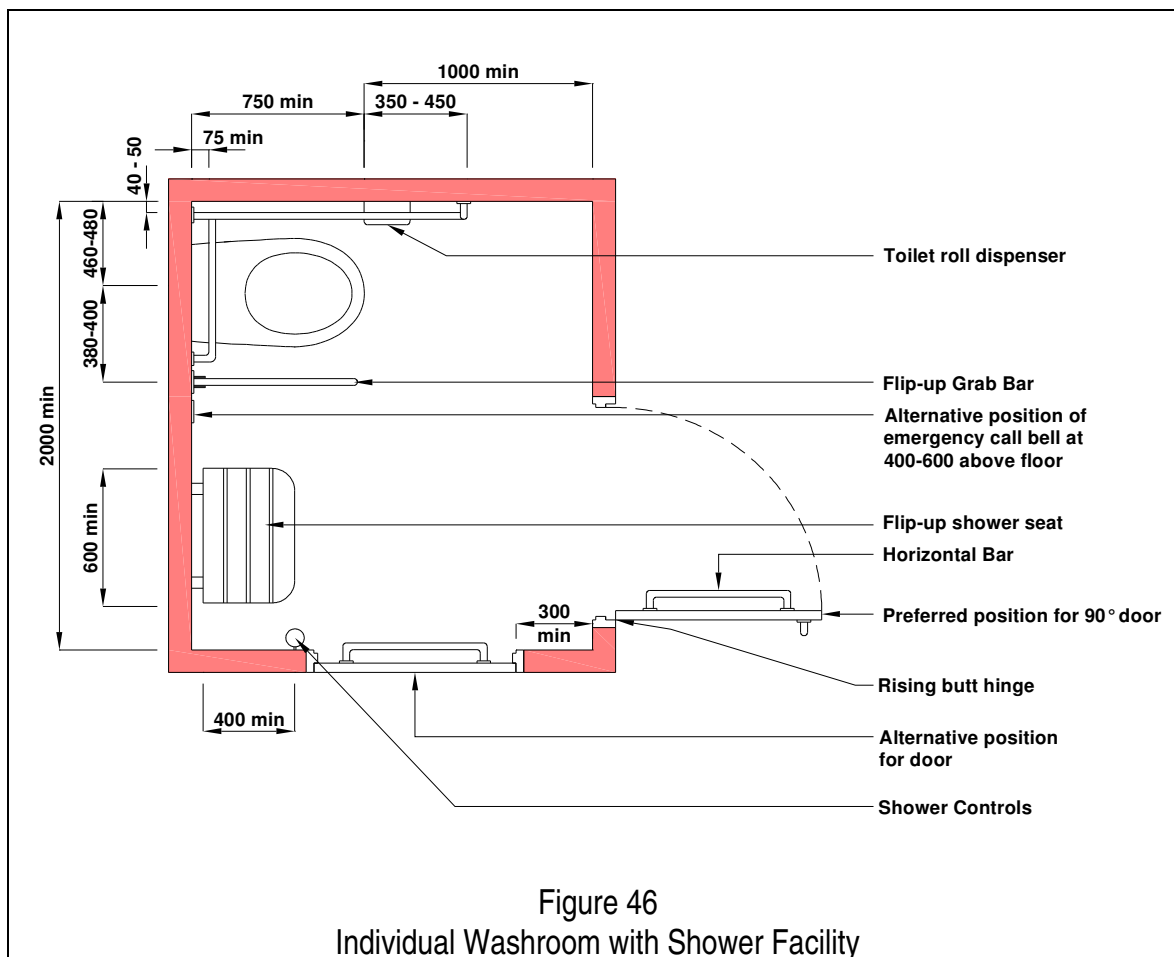 1000 min
750 min
350 - 450
75 min
40 - 50
460-480
380-400
2000 min
600 min
Toilet roll dispenser
Flip-up Grab Bar
Alternative position of
emergency call bell at
400-600 above floor
Flip-up shower seat
Horizontal Bar
300
min
Preferred position for 90° door
Rising butt hinge
400 min
Alternative position
for door
Shower Controls
Figure 46
Individual Washroom with Shower Facility